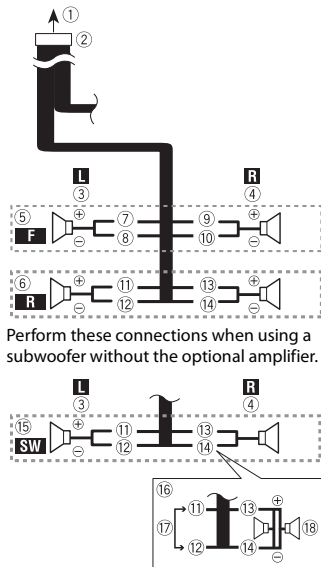 ①
②
L R
③ ④
⑤ ⊕ ⑦ ⑨ ⊕
F ⊖ ⑧ ⑩ ⊖
⑥ ⊕ ⑪ ⑬ ⊕
R ⊖ ⑫ ⑭ ⊖
Perform these connections when using a
subwoofer without the optional amplifier.
L R
③ ④
⑮ ⊕ ⑪ ⑬ ⊕
SW ⊖ ⑫ ⑭ ⊖
⑯ ⑪ ⑬ ⊕
⑰ ⑱
⑫ ⑭ ⊖